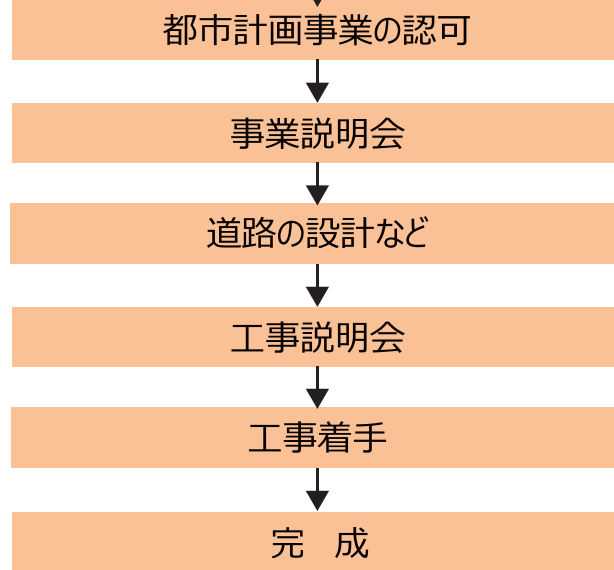 都市計画事業の認可
事業説明会
道路の設計など
工事説明会
工事着手
完　成